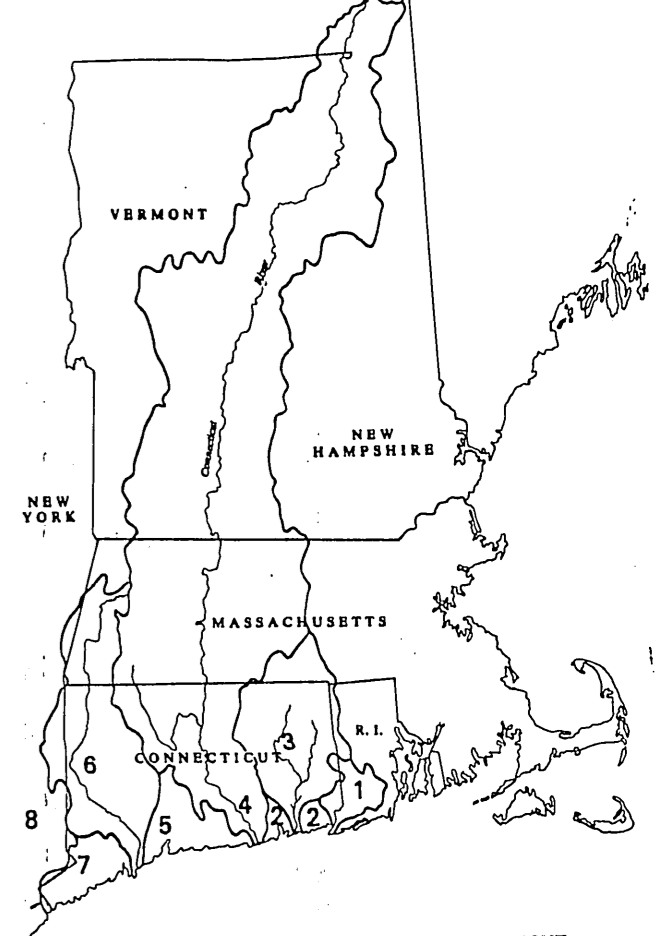 VERMONT
River
Connecticut
NEW
HAMPSHIRE
NEW
YORK
MASSACHUSETTS
R.I.
CONNECTICUT
3
6
1
8
4
2
2
5
7